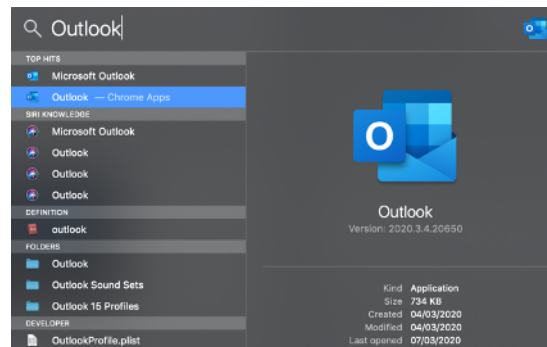 Outlook
TOP HITS
Microsoft Outlook
Outlook — Chrome Apps
SIRI KNOWLEDGE
Microsoft Outlook
Outlook
Outlook
Outlook
DEFINITION
outlook
FOLDERS
Outlook
Outlook Sound Sets
Outlook 15 Profiles
DEVELOPER
OutlookProfile.plist
O
Outlook
Version: 2020.3.4.20650
Kind Application
Size 734 KB
Created 04/03/2020
Modified 04/03/2020
Last opened 07/03/2020